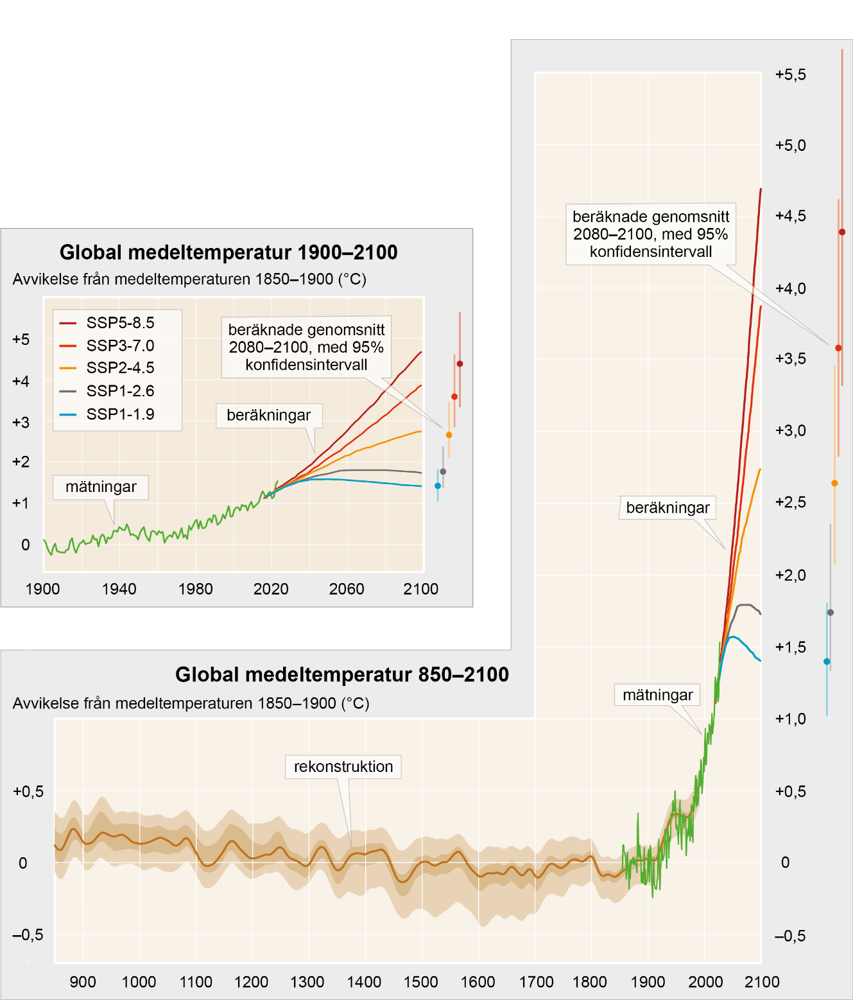 Global medeltemperatur 1900–2100
Avvikelse från medeltemperaturen 1850–1900 (°C)
SSP5-8.5
SSP3-7.0
SSP2-4.5
SSP1-2.6
SSP1-1.9
beräknade genomsnitt
2080–2100, med 95%
konfidensintervall
beräkningar
mätningar
+5
+4
+3
+2
+1
0
1900 1940 1980 2020 2060 2100
Global medeltemperatur 850–2100
Avvikelse från medeltemperaturen 1850–1900 (°C)
beräknade genomsnitt
2080–2100, med 95%
konfidensintervall
beräkningar
mätningar
rekonstruktion
+5,5
+5,0
+4,5
+4,0
+3,5
+3,0
+2,5
+2,0
+1,5
+1,0
+0,5 +0,5
0 0
–0,5 –0,5
900 1000 1100 1200 1300 1400 1500 1600 1700 1800 1900 2000 2100